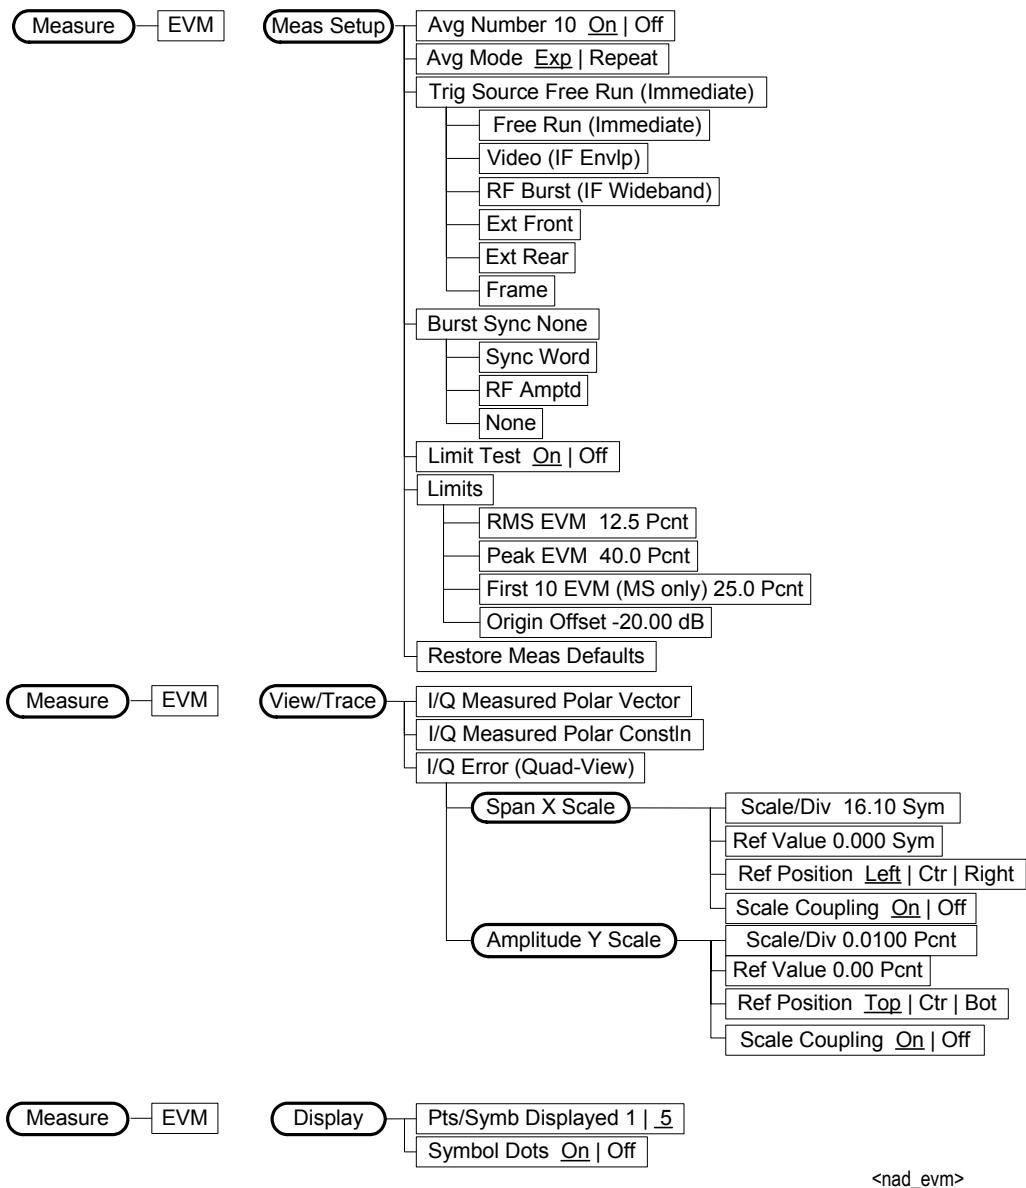 Measure EVM Meas Setup Avg Number 10 On | Off
Avg Mode Exp | Repeat
Trig Source Free Run (Immediate)
Free Run (Immediate)
Video (IF Envlp)
RF Burst (IF Wideband)
Ext Front
Ext Rear
Frame
Burst Sync None
Sync Word
RF Amptd
None
Limit Test On | Off
Limits
RMS EVM 12.5 Pcnt
Peak EVM 40.0 Pcnt
First 10 EVM (MS only) 25.0 Pcnt
Origin Offset -20.00 dB
Restore Meas Defaults
Measure EVM View/Trace I/Q Measured Polar Vector
I/Q Measured Polar Constln
I/Q Error (Quad-View)
Span X Scale Scale/Div 16.10 Sym
Ref Value 0.000 Sym
Ref Position Left | Ctr | Right
Scale Coupling On | Off
Amplitude Y Scale Scale/Div 0.0100 Pcnt
Ref Value 0.00 Pcnt
Ref Position Top | Ctr | Bot
Scale Coupling On | Off
Measure EVM Display Pts/Symb Displayed 1 | 5
Symbol Dots On | Off
<nad_evm>